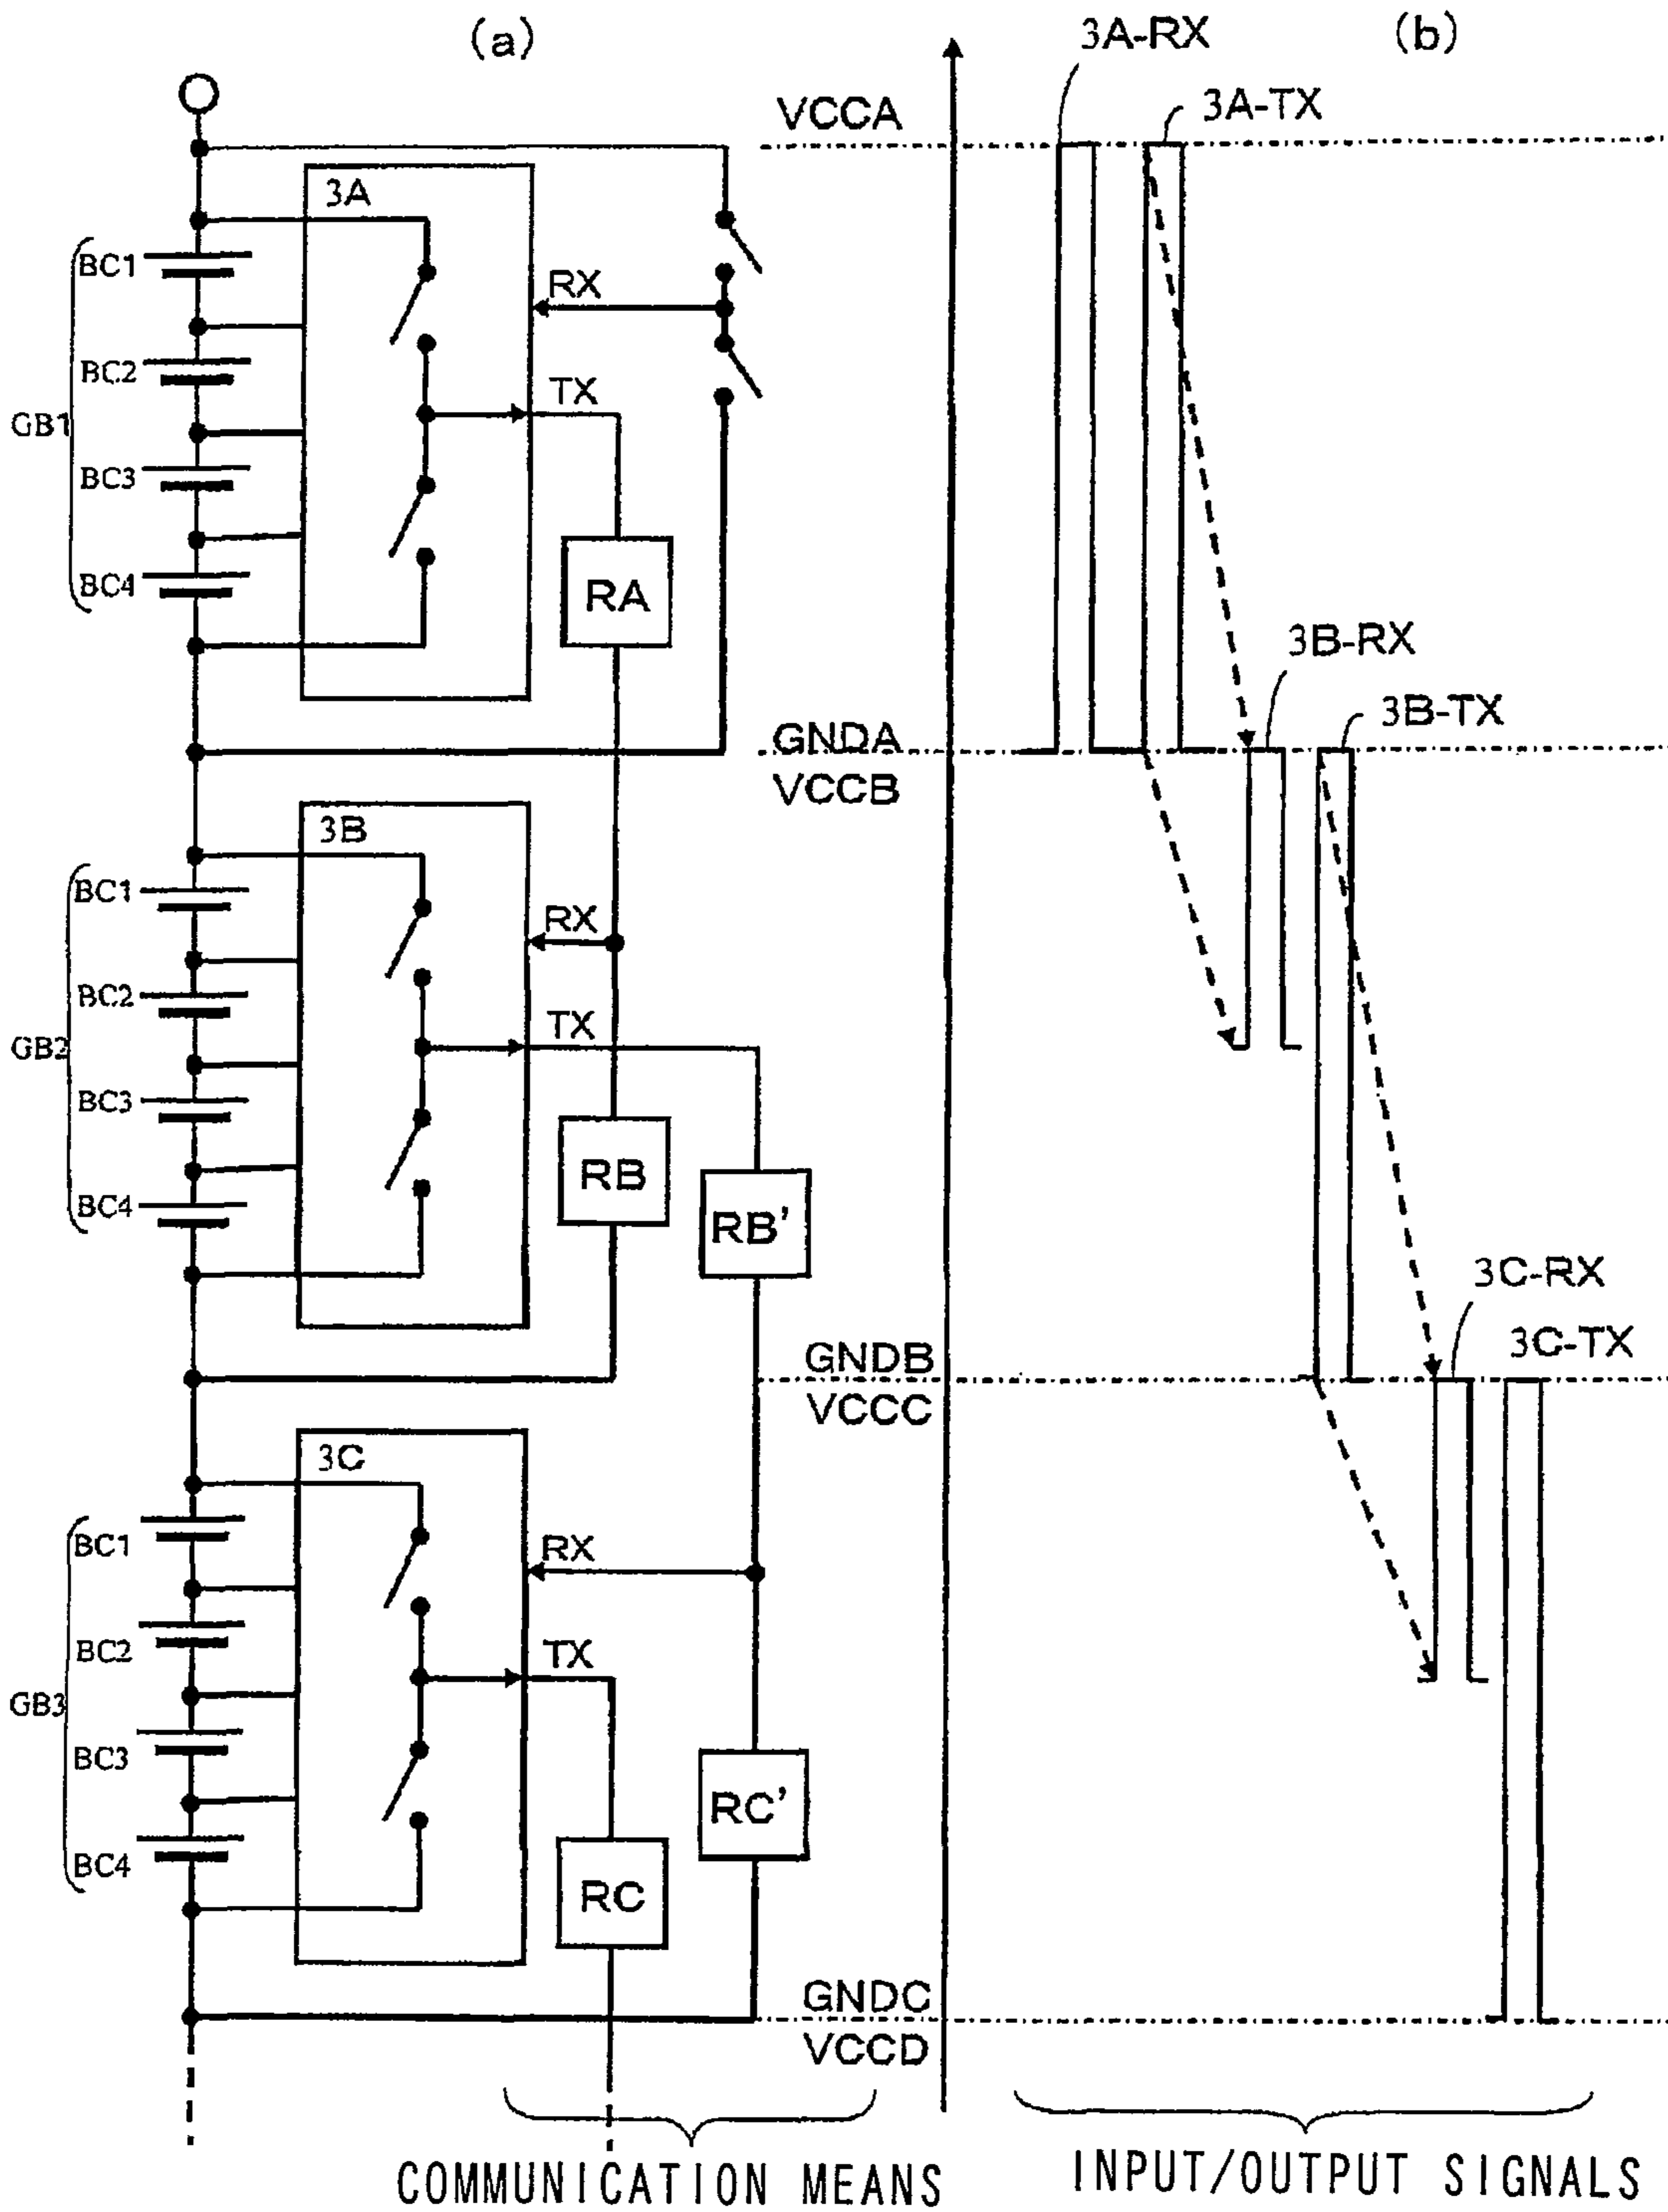 (a)
3A-RX
(b)
VCCA
3A-TX
3A
BC1
RX
BC2
TX
GB1
BC3
BC4
RA
3B-RX
3B-TX
GNDA
VCCB
3B
BC1
RX
BC2
TX
GB2
BC3
BC4
RB
RB'
3C-RX
GNDB
3C-TX
VCCC
3C
BC1
RX
BC2
TX
GB3
BC3
BC4
RC'
RC
GNDC
VCCD
COMMUNICATION MEANS
INPUT/OUTPUT SIGNALS